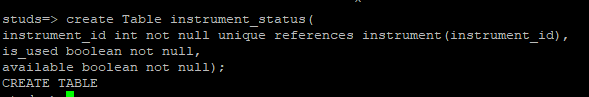 studs=> create Table instrument_status(
instrument_id int not null unique references instrument(instrument_id),
is_used boolean not null,
available boolean not null);
CREATE TABLE